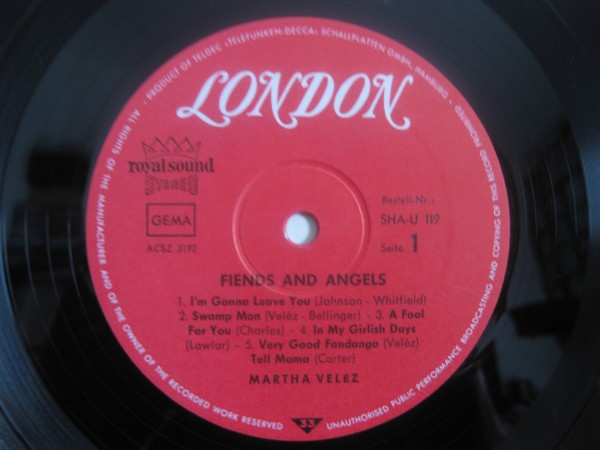 ALL RIGHTS OF THE MANUFACTURER AND OF THE OWNER OF THE RECORDED WORK RESERVED · PRODUCT OF TELDEC »TELEFUNKEN-DECCA« SCHALLPLATTEN GMBH, HAMBURG · UNAUTHORISED PUBLIC PERFORMANCE BROADCASTING AND COPYING OF THIS RECORD PROHIBITED
LONDON
royal sound
STEREO
GEMA
ACSZ 3192
Bestell-Nr.:
SHA-U 119
Seite 1
FIENDS AND ANGELS
1. I'm Gonna Leave You (Johnson - Whitfield)
2. Swamp Man (Veléz - Bellinger) - 3. A Fool
For You (Charles) - 4. In My Girlish Days
(Lawlar) - 5. Very Good Fandango (Veléz)
Tell Mama (Carter)
MARTHA VELÉZ
33